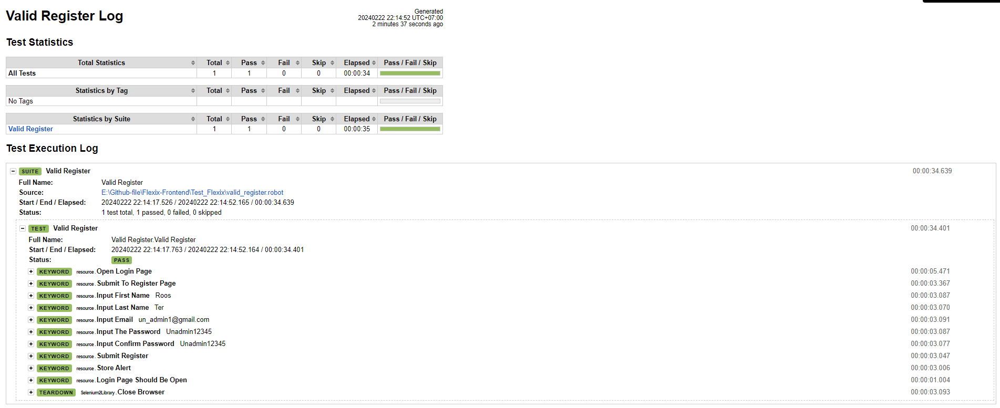 Valid Register Log
Generated
20240222 22:14:52 UTC+07:00
2 minutes 37 seconds ago
Test Statistics
Total Statistics Total Pass Fail Skip Elapsed Pass / Fail / Skip
All Tests 1 1 0 0 00:00:34
Statistics by Tag Total Pass Fail Skip Elapsed Pass / Fail / Skip
No Tags
Statistics by Suite Total Pass Fail Skip Elapsed Pass / Fail / Skip
Valid Register 1 1 0 0 00:00:35
Test Execution Log
SUITE Valid Register 00:00:34.639
Full Name: Valid Register
Source: E:\Github-file\Flexix-Frontend\Test_Flexix\valid_register.robot
Start / End / Elapsed: 20240222 22:14:17.526 / 20240222 22:14:52.165 / 00:00:34.639
Status: 1 test total, 1 passed, 0 failed, 0 skipped
TEST Valid Register 00:00:34.401
Full Name: Valid Register.Valid Register
Start / End / Elapsed: 20240222 22:14:17.763 / 20240222 22:14:52.164 / 00:00:34.401
Status: PASS
KEYWORD resource.Open Login Page 00:00:05.471
KEYWORD resource.Submit To Register Page 00:00:03.367
KEYWORD resource.Input First Name Roos 00:00:03.087
KEYWORD resource.Input Last Name Ter 00:00:03.070
KEYWORD resource.Input Email un_admin1@gmail.com 00:00:03.091
KEYWORD resource.Input The Password Unadmin12345 00:00:03.087
KEYWORD resource.Input Confirm Password Unadmin12345 00:00:03.077
KEYWORD resource.Submit Register 00:00:03.047
KEYWORD resource.Store Alert 00:00:03.006
KEYWORD resource.Login Page Should Be Open 00:00:01.004
TEARDOWN Selenium2Library.Close Browser 00:00:03.093